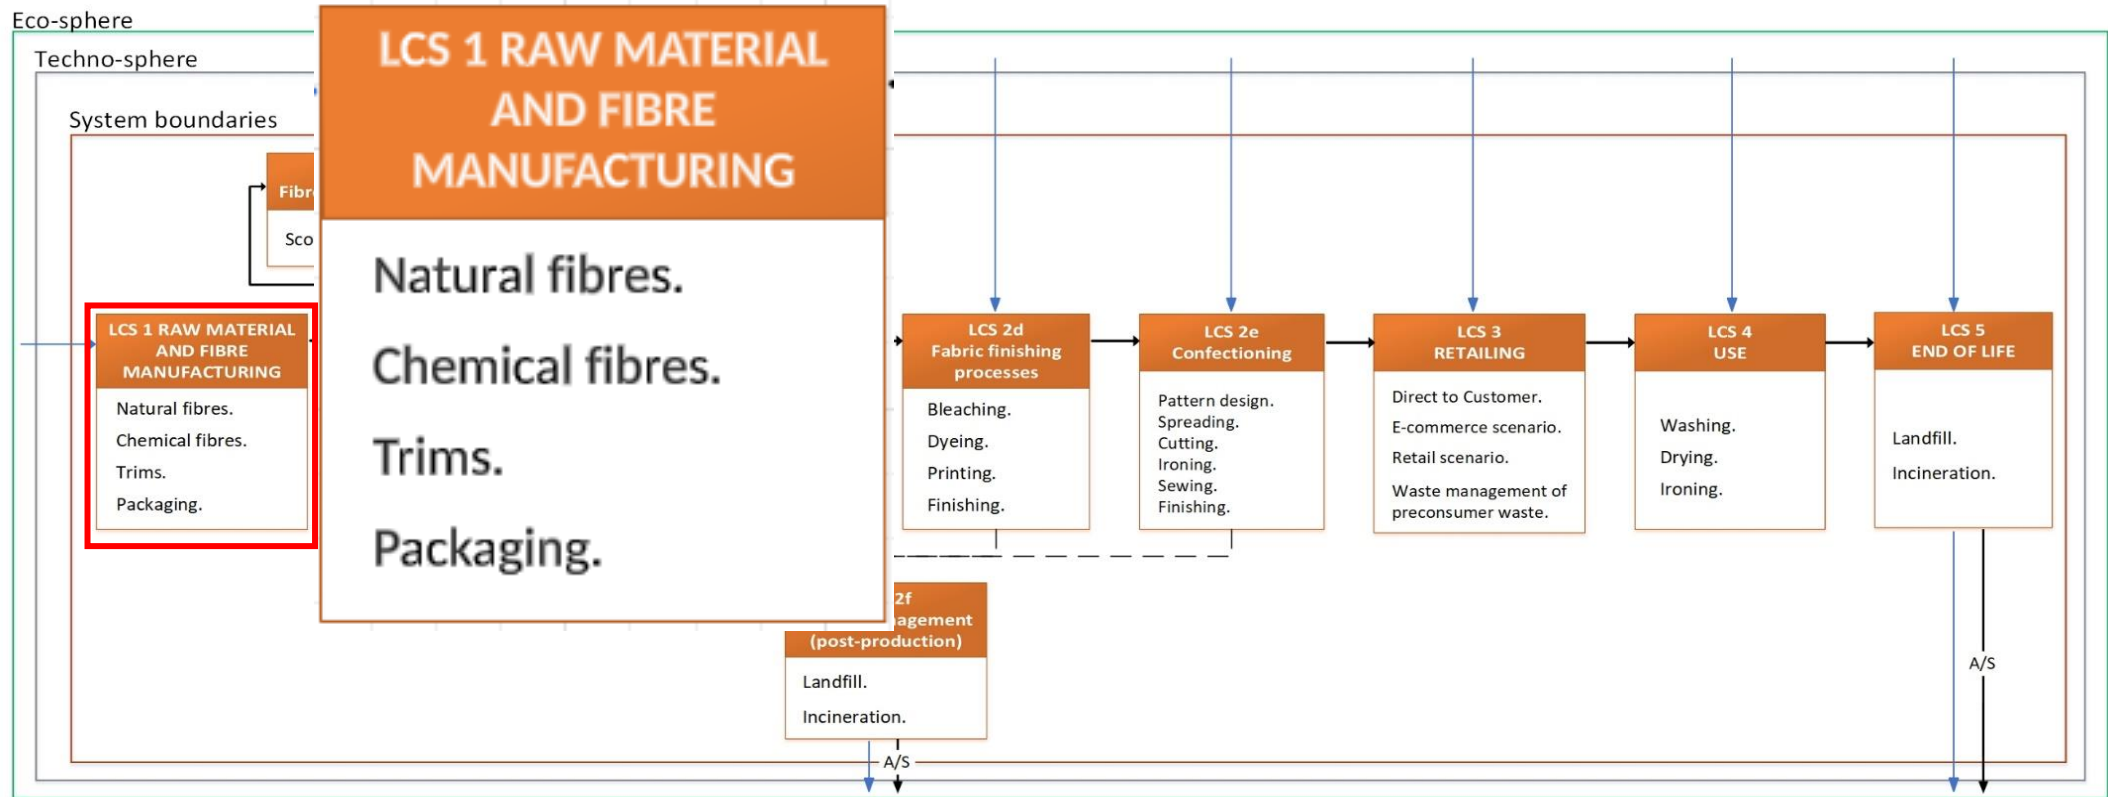 Eco-sphere
Techno-sphere
System boundaries
LCS 1 RAW MATERIAL
AND FIBRE
MANUFACTURING
Natural fibres.
Chemical fibres.
Trims.
Packaging.
LCS 1 RAW MATERIAL
AND FIBRE
MANUFACTURING
Natural fibres.
Chemical fibres.
Trims.
Packaging.
LCS 2d
Fabric finishing
processes
Bleaching.
Dyeing.
Printing.
Finishing.
LCS 2e
Confectioning
Pattern design.
Spreading.
Cutting.
Ironing.
Sewing.
Finishing.
LCS 3
RETAILING
Direct to Customer.
E-commerce scenario.
Retail scenario.
Waste management of
preconsumer waste.
LCS 4
USE
Washing.
Drying.
Ironing.
LCS 5
END OF LIFE
Landfill.
Incineration.
A/S
2f
(post-production)
Landfill.
Incineration.
A/S